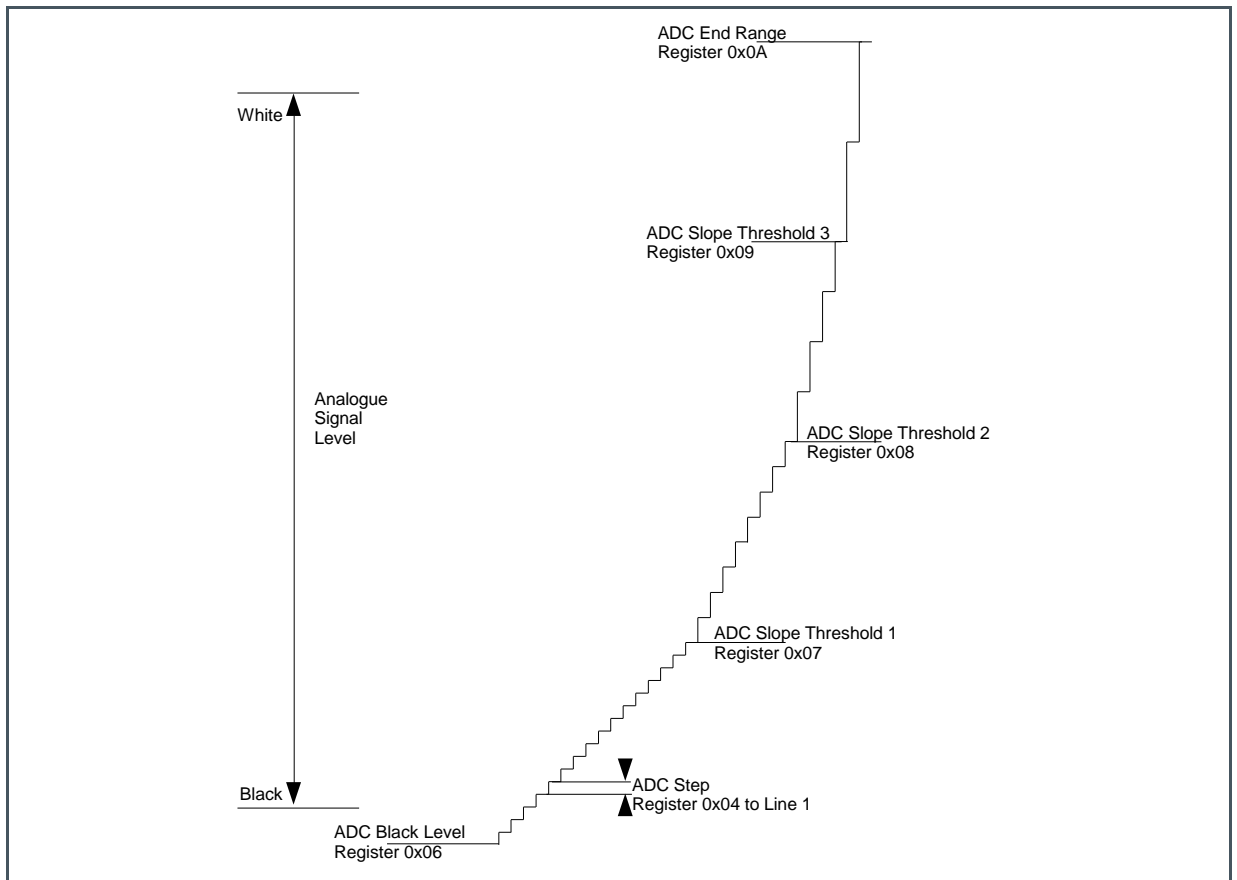 ADC End Range
Register 0x0A
White
ADC Slope Threshold 3
Register 0x09
Analogue
Signal
Level
ADC Slope Threshold 2
Register 0x08
ADC Slope Threshold 1
Register 0x07
ADC Step
Register 0x04 to Line 1
Black
ADC Black Level
Register 0x06